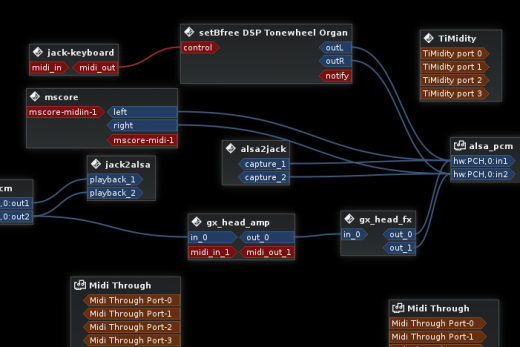 setBfree DSP Tonewheel Organ
control outL
outR
notify
TiMidity
TiMidity port 0
TiMidity port 1
TiMidity port 2
TiMidity port 3
jack-keyboard
midi_in midi_out
mscore
mscore-midiin-1 left
right
mscore-midi-1
alsa2jack
capture_1
capture_2
alsa_pcm
hw:PCH,0:in1
hw:PCH,0:in2
jack2alsa
playback_1
playback_2
cm
,0:out1
,0:out2
gx_head_amp
in_0 out_0
midi_in_1 midi_out_1
gx_head_fx
in_0 out_0
out_1
Midi Through
Midi Through Port-0
Midi Through Port-1
Midi Through Port-2
Midi Through Port-3
Midi Through
Midi Through Port-0
Midi Through Port-1